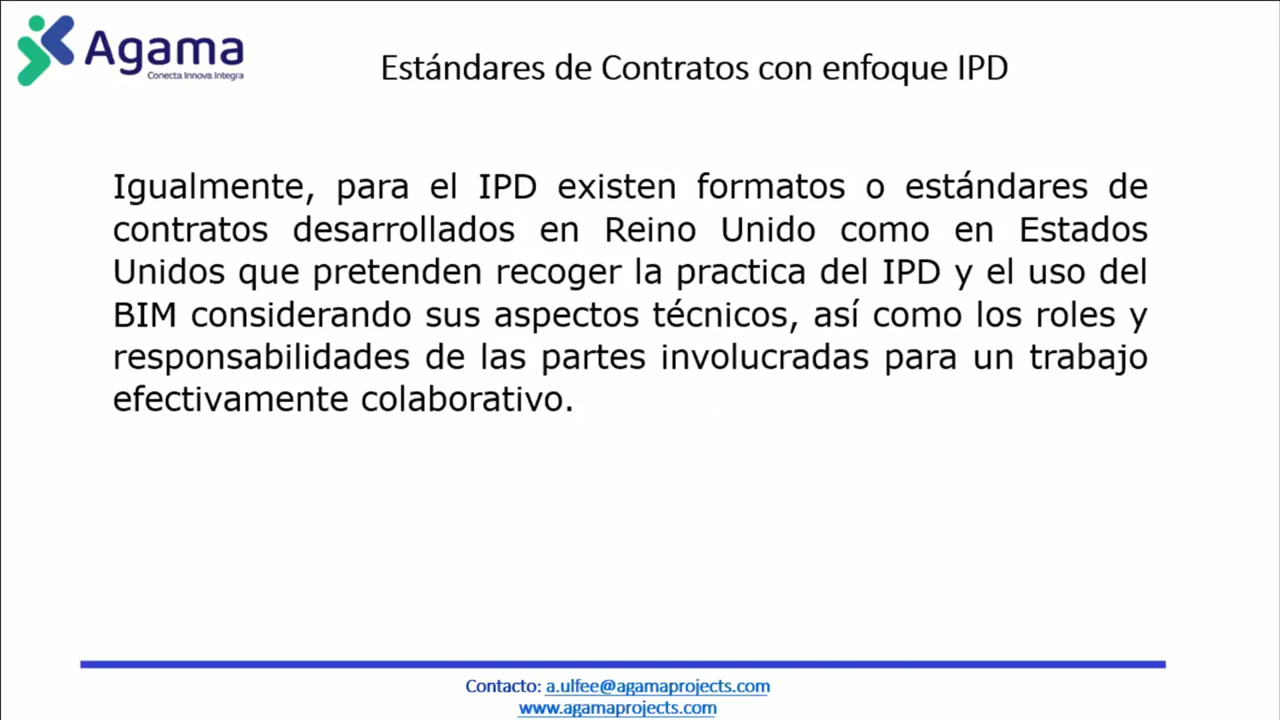 Agama
Conecta.Innova.Integra
Estándares de Contratos con enfoque IPD
Igualmente, para el IPD existen formatos o estándares de
contratos desarrollados en Reino Unido como en Estados
Unidos que pretenden recoger la practica del IPD y el uso del
BIM considerando sus aspectos técnicos, así como los roles y
responsabilidades de las partes involucradas para un trabajo
efectivamente colaborativo.
Contacto: a.ulfee@agamaprojects.com
www.agamaprojects.com